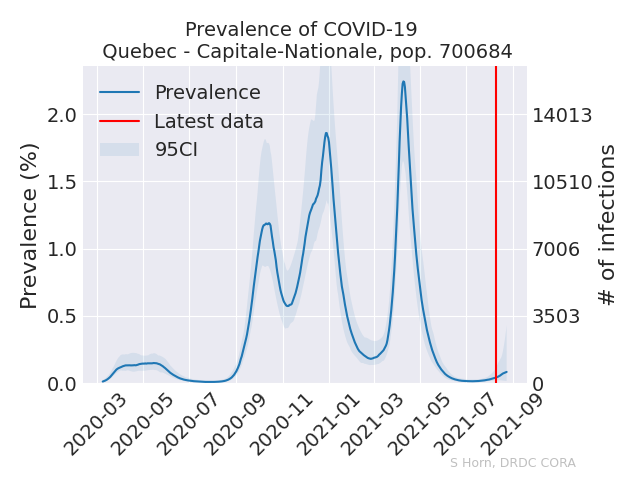 Prevalence of COVID-19
Quebec - Capitale-Nationale, pop. 700684
Prevalence
Latest data
95CI
Prevalence (%)
2.0
1.5
1.0
0.5
0.0
14013
10510
7006
3503
0
# of infections
2020-03
2020-05
2020-07
2020-09
2020-11
2021-01
2021-03
2021-05
2021-07
2021-09
S Horn, DRDC CORA